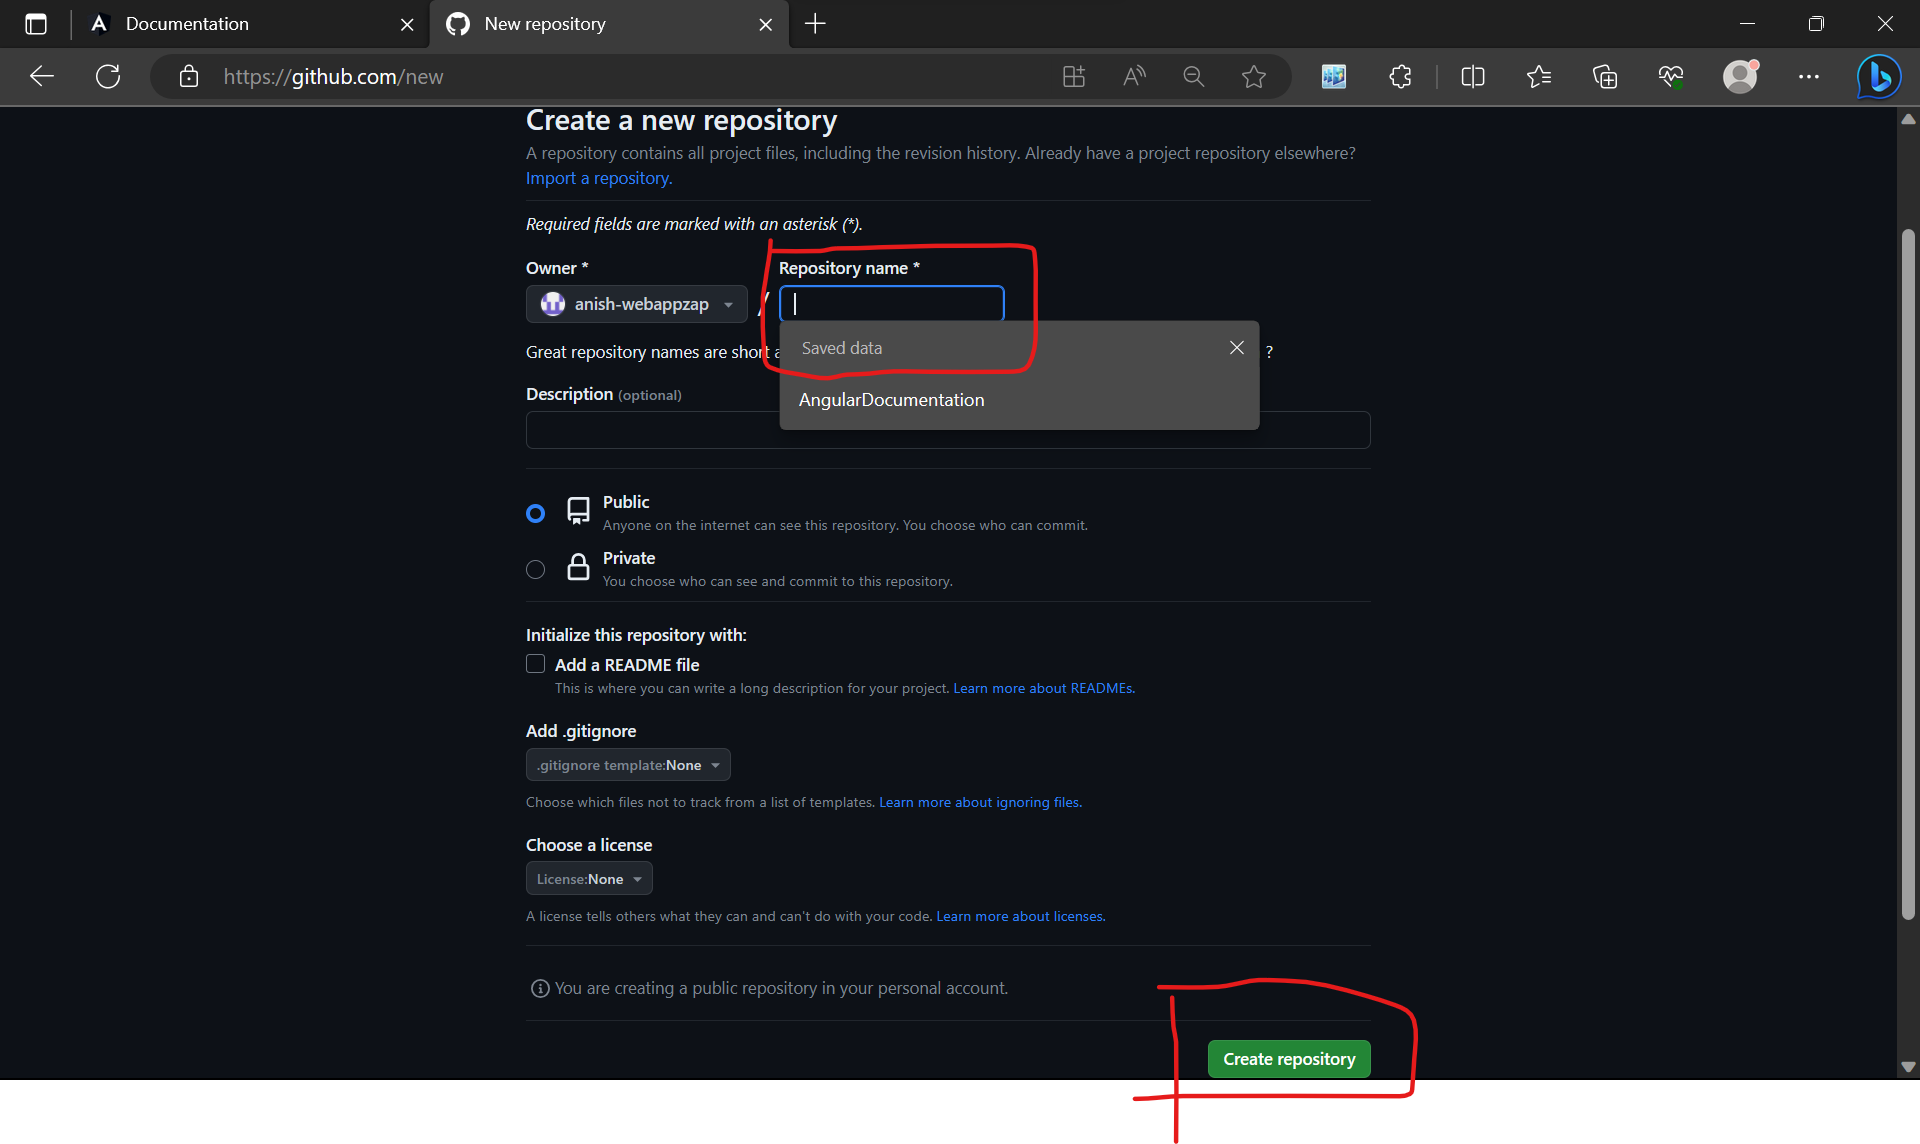 Documentation
New repository
https://github.com/new
Create a new repository
A repository contains all project files, including the revision history. Already have a project repository elsewhere?
Import a repository.
Required fields are marked with an asterisk (*).
Owner *
Repository name *
anish-webappzap
/
Great repository names are short a
?
Saved data
AngularDocumentation
Description (optional)
Public
Anyone on the internet can see this repository. You choose who can commit.
Private
You choose who can see and commit to this repository.
Initialize this repository with:
Add a README file
This is where you can write a long description for your project. Learn more about READMEs.
Add .gitignore
.gitignore template:None
Choose which files not to track from a list of templates. Learn more about ignoring files.
Choose a license
License:None
A license tells others what they can and can't do with your code. Learn more about licenses.
You are creating a public repository in your personal account.
Create repository